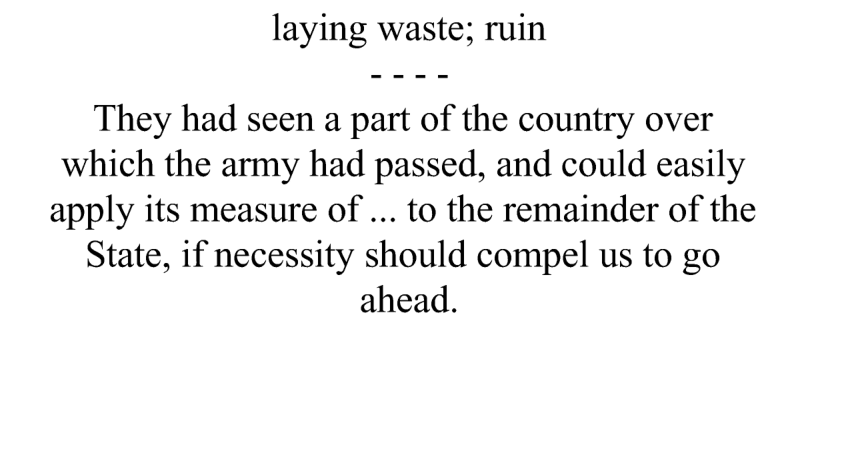 laying waste; ruin
- - - -
They had seen a part of the country over
which the army had passed, and could easily
apply its measure of ... to the remainder of the
State, if necessity should compel us to go
ahead.